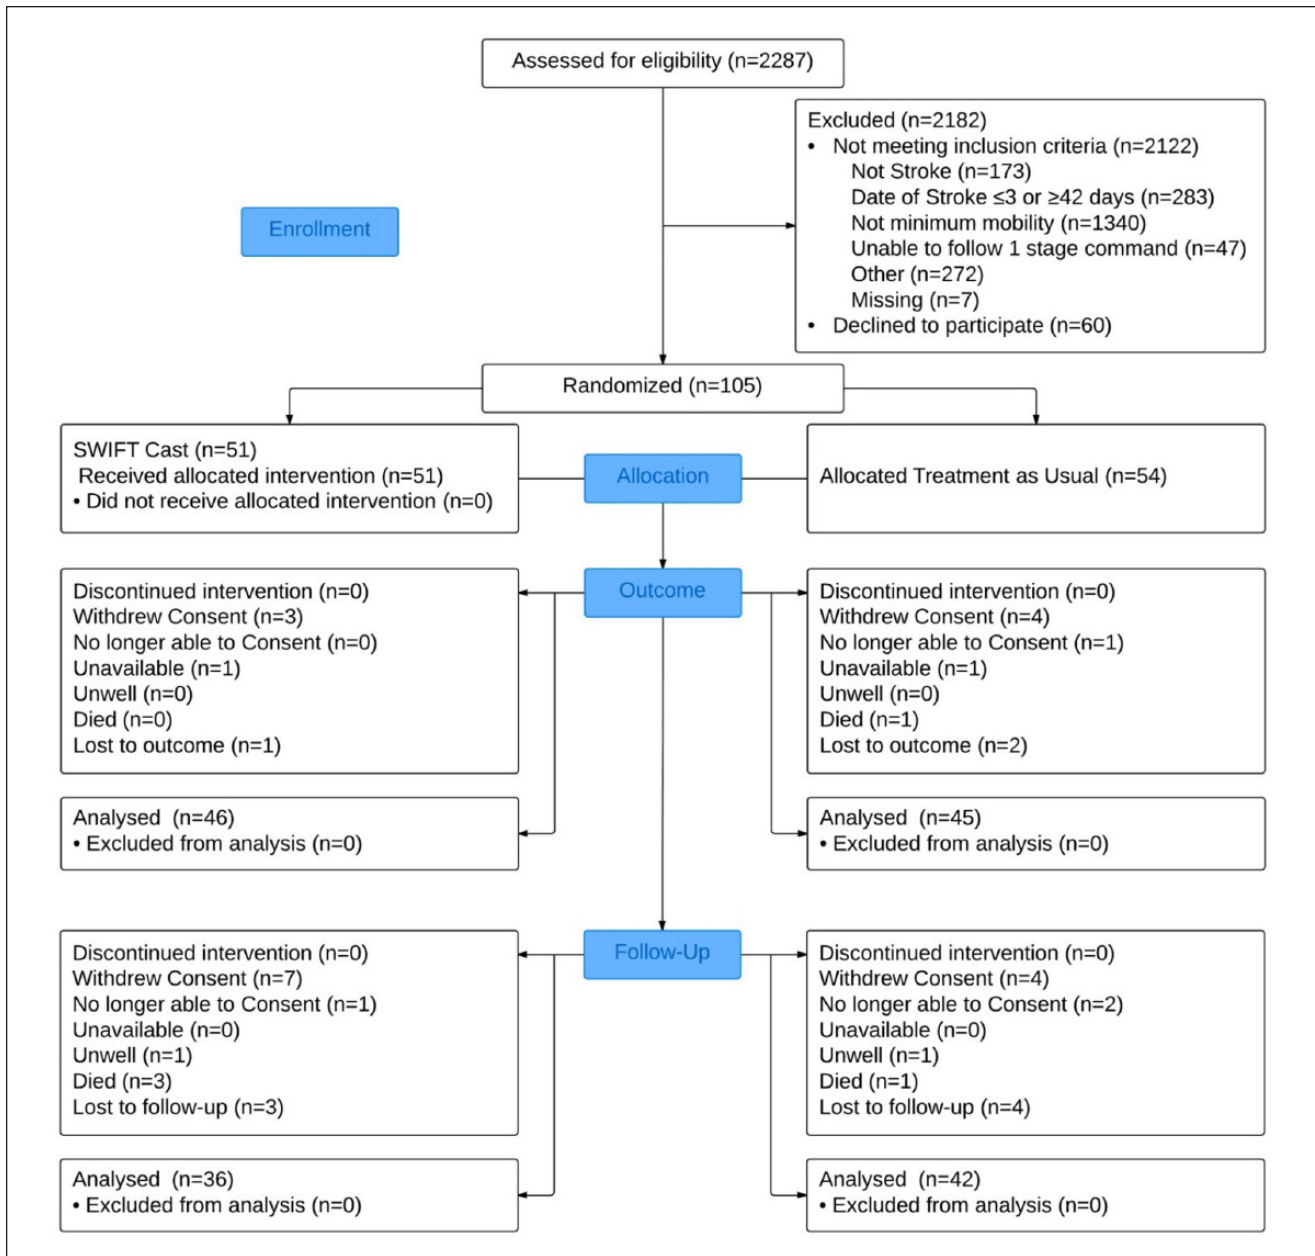 Assessed for eligibility (n=2287)
Excluded (n=2182)
• Not meeting inclusion criteria (n=2122)
Not Stroke (n=173)
Date of Stroke ≤3 or ≥42 days (n=283)
Not minimum mobility (n=1340)
Unable to follow 1 stage command (n=47)
Other (n=272)
Missing (n=7)
• Declined to participate (n=60)
Enrollment
Randomized (n=105)
SWIFT Cast (n=51)
Received allocated intervention (n=51)
• Did not receive allocated intervention (n=0)
Allocation
Allocated Treatment as Usual (n=54)
Discontinued intervention (n=0)
Withdrew Consent (n=3)
No longer able to Consent (n=0)
Unavailable (n=1)
Unwell (n=0)
Died (n=0)
Lost to outcome (n=1)
Outcome
Discontinued intervention (n=0)
Withdrew Consent (n=4)
No longer able to Consent (n=1)
Unavailable (n=1)
Unwell (n=0)
Died (n=1)
Lost to outcome (n=2)
Analysed (n=46)
• Excluded from analysis (n=0)
Analysed (n=45)
• Excluded from analysis (n=0)
Discontinued intervention (n=0)
Withdrew Consent (n=7)
No longer able to Consent (n=1)
Unavailable (n=0)
Unwell (n=1)
Died (n=3)
Lost to follow-up (n=3)
Follow-Up
Discontinued intervention (n=0)
Withdrew Consent (n=4)
No longer able to Consent (n=2)
Unavailable (n=0)
Unwell (n=1)
Died (n=1)
Lost to follow-up (n=4)
Analysed (n=36)
• Excluded from analysis (n=0)
Analysed (n=42)
• Excluded from analysis (n=0)